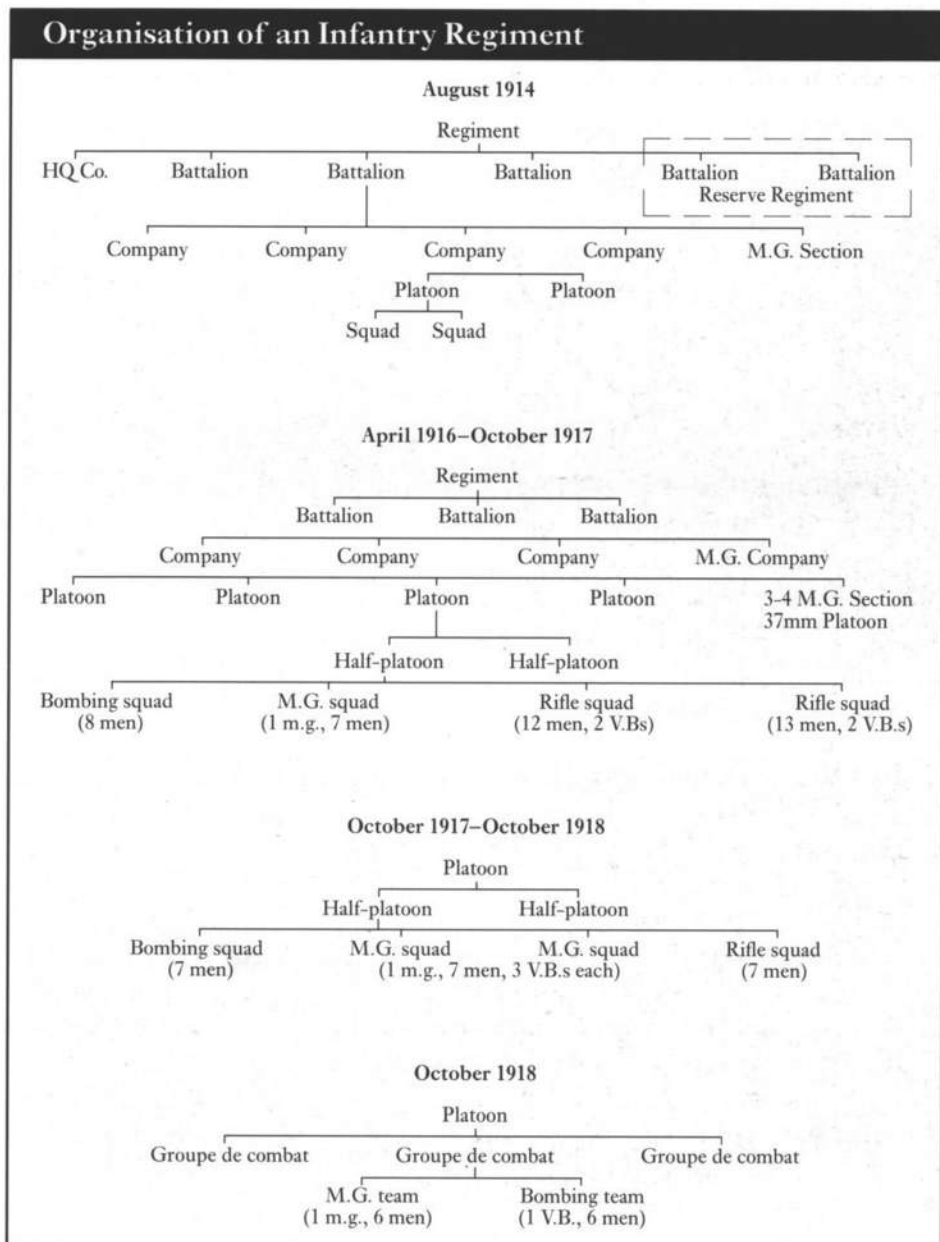 Organisation of an Infantry Regiment
August 1914
Regiment
HQ Co. Battalion Battalion Battalion Battalion Battalion
Reserve Regiment
Company Company Company Company M.G. Section
Platoon Platoon
Squad Squad
April 1916–October 1917
Regiment
Battalion Battalion Battalion
Company Company Company M.G. Company
Platoon Platoon Platoon Platoon 3-4 M.G. Section
37mm Platoon
Half-platoon Half-platoon
Bombing squad M.G. squad Rifle squad Rifle squad
(8 men) (1 m.g., 7 men) (12 men, 2 V.Bs) (13 men, 2 V.B.s)
October 1917–October 1918
Platoon
Half-platoon Half-platoon
Bombing squad M.G. squad M.G. squad Rifle squad
(7 men) (1 m.g., 7 men, 3 V.B.s each) (7 men)
October 1918
Platoon
Groupe de combat Groupe de combat Groupe de combat
M.G. team Bombing team
(1 m.g., 6 men) (1 V.B., 6 men)